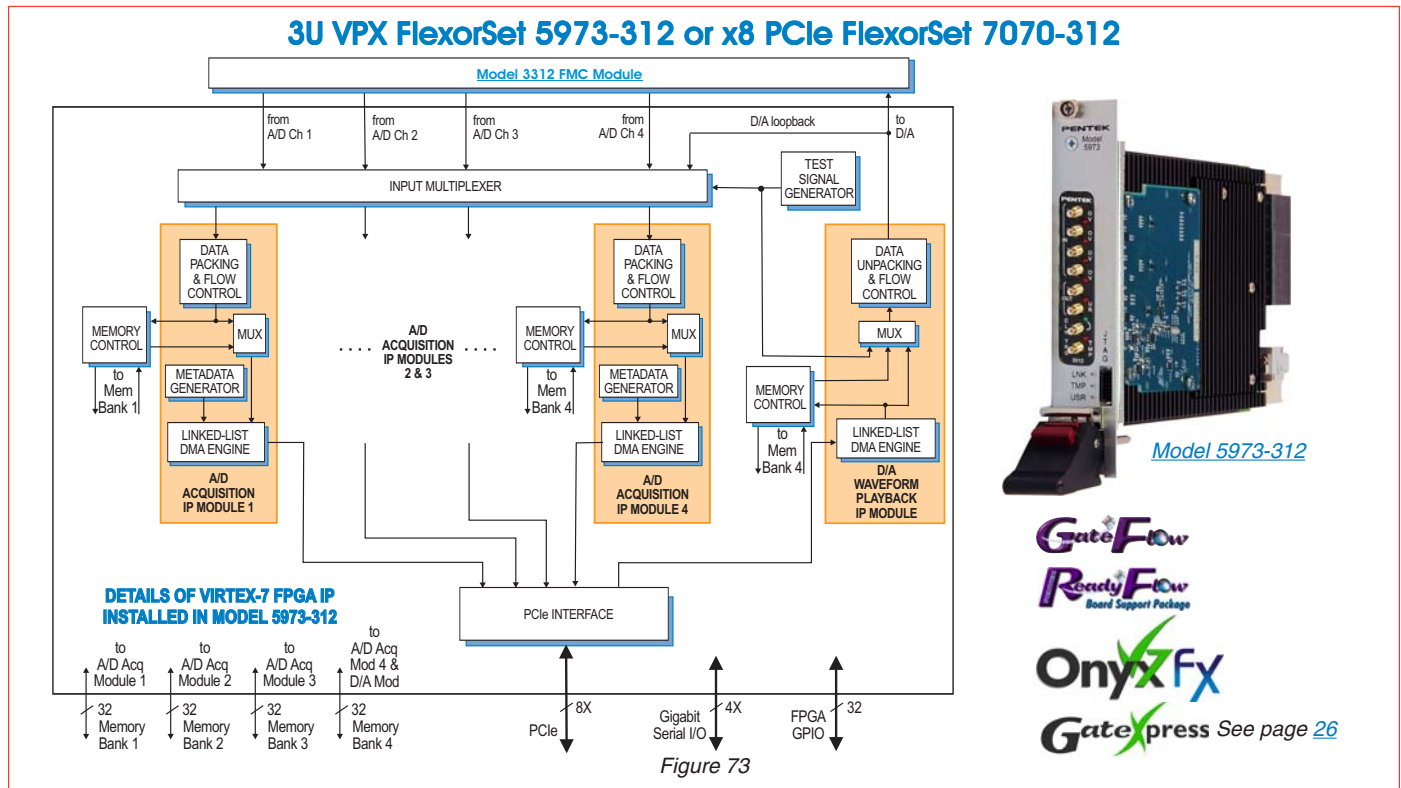 3U VPX FlexorSet 5973-312 or x8 PCIe FlexorSet 7070-312
Model 3312 FMC Module
from
A/D Ch 1
from
A/D Ch 2
from
A/D Ch 3
from
A/D Ch 4
D/A loopback
to
D/A
INPUT MULTIPLEXER
TEST
SIGNAL
GENERATOR
DATA
PACKING
& FLOW
CONTROL
MUX
MEMORY
CONTROL
to
Mem
Bank 1
METADATA
GENERATOR
LINKED-LIST
DMA ENGINE
A/D
ACQUISITION
IP MODULE 1
A/D
. . . . ACQUISITION . . . .
IP MODULES
2 & 3
DATA
PACKING
& FLOW
CONTROL
MUX
MEMORY
CONTROL
to
Mem
Bank 4
METADATA
GENERATOR
LINKED-LIST
DMA ENGINE
A/D
ACQUISITION
IP MODULE 4
DATA
UNPACKING
& FLOW
CONTROL
MUX
MEMORY
CONTROL
to
Mem
Bank 4
LINKED-LIST
DMA ENGINE
D/A
WAVEFORM
PLAYBACK
IP MODULE
DETAILS OF VIRTEX-7 FPGA IP
INSTALLED IN MODEL 5973-312
PCIe INTERFACE
to
A/D Acq
Module 1
to
A/D Acq
Module 2
to
A/D Acq
Module 3
to
A/D Acq
Mod 4 &
D/A Mod
32
Memory
Bank 1
32
Memory
Bank 2
32
Memory
Bank 3
32
Memory
Bank 4
8X
PCIe
4X
Gigabit
Serial I/O
32
FPGA
GPIO
Figure 73
PENTEK
Model
5973
PENTEK
JTAG
LNK
TMP
USR
Model 5973-312
GateFlow
ReadyFlow
Board Support Package
Onyx7Fx
GateXpress See page 26